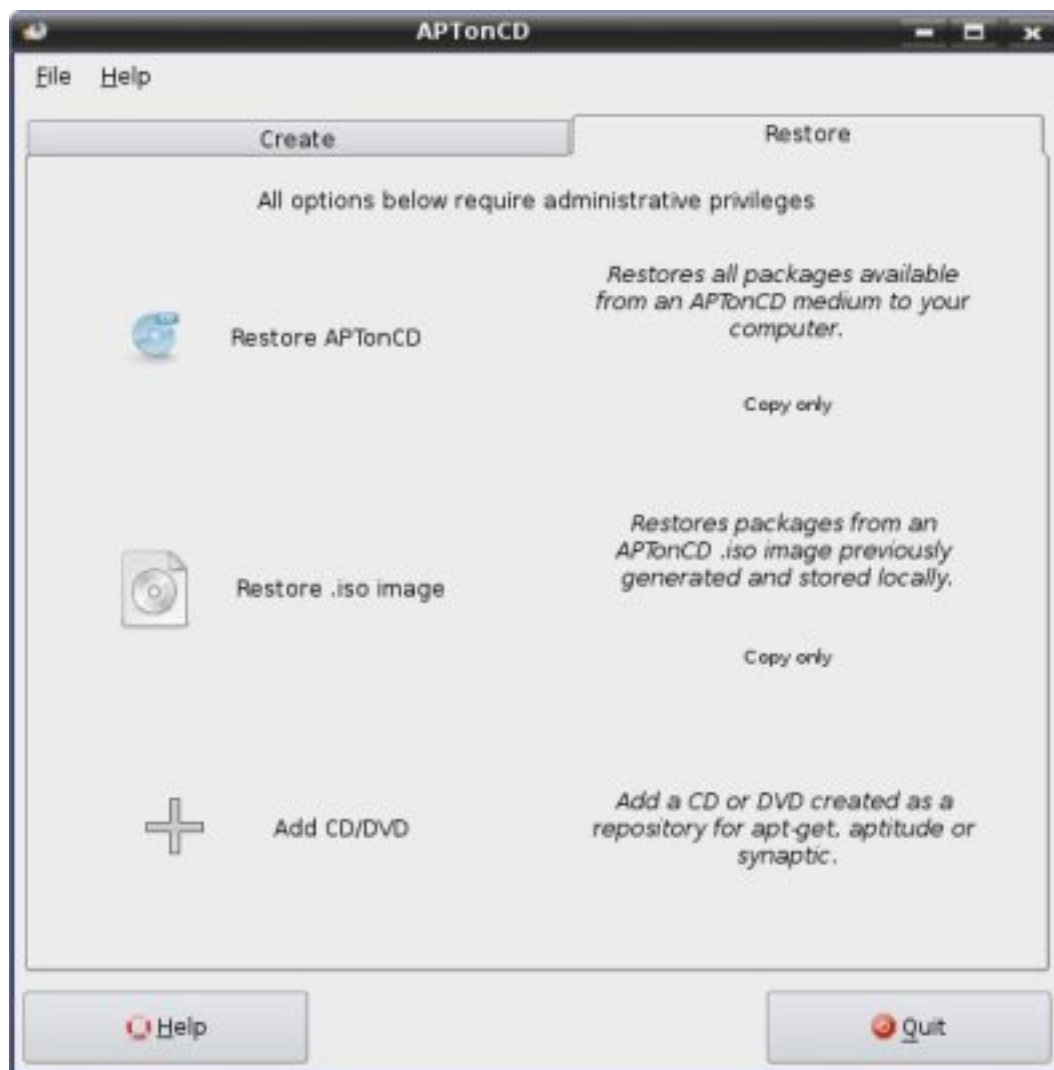 APTonCD
File Help
Create Restore
All options below require administrative privileges
Restore APTonCD
Restores all packages available
from an APTonCD medium to your
computer.
Copy only
Restore .iso image
Restores packages from an
APTonCD .iso image previously
generated and stored locally.
Copy only
Add CD/DVD
Add a CD or DVD created as a
repository for apt-get, aptitude or
synaptic.
Help Quit